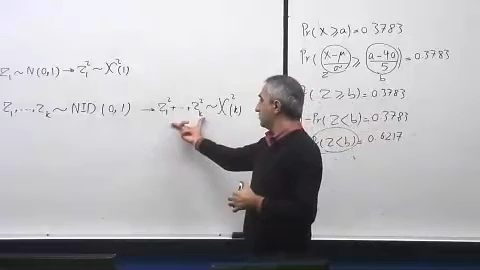 Z₁ ~ N(0,1) → Z₁² ~ χ²(1)
Z₁, ..., Zₖ ~ NID(0,1) → Z₁² + ..., Zₖ² ~ χ²(k)
Pr(X ≥ a) = 0.3783
Pr( X-μ / σ ≥ a-40 / 5 ) = 0.3783
b
Pr(Z ≥ b) = 0.3783
-Pr(Z < b) = 0.3783
Pr(Z < b) = 0.6217